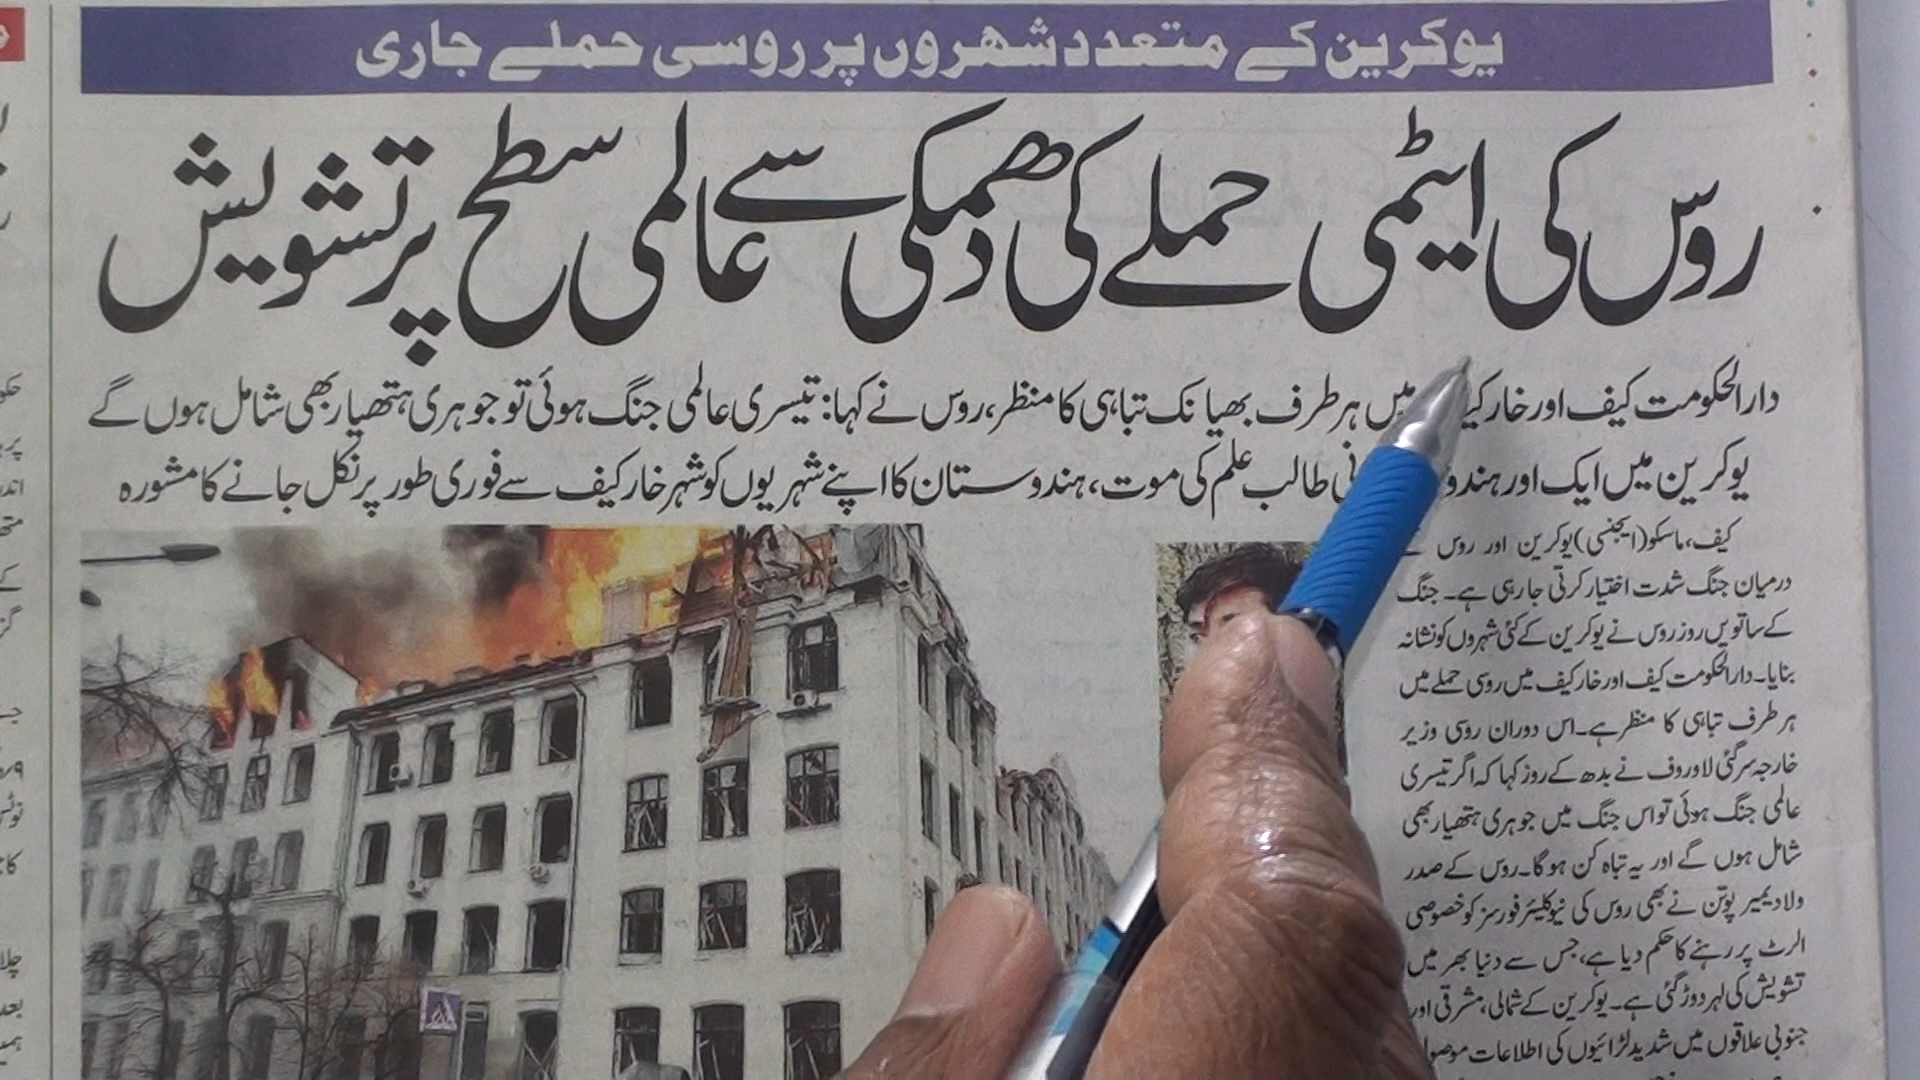 یوکرین کے متعدد شہروں پر روسی حملے جاری
روس کی ایٹمی حملے کی دھمکی سے عالمی سطح پر تشویش
دارالحکومت کیف اور خارکیف میں ہر طرف بھیانک تباہی کا منظر، روس نے کہا: تیسری عالمی جنگ ہوئی تو جوہری ہتھیار بھی شامل ہوں گے
یوکرین میں ایک اور ہندوستانی طالب علم کی موت، ہندوستان کا اپنے شہریوں کو شہر خارکیف سے فوری طور پر نکل جانے کا مشورہ
کیف، ماسکو (ایجنسی) یوکرین اور روس
درمیان جنگ شدت اختیار کرتی جا رہی ہے۔ جنگ
کے ساتویں روز روس نے یوکرین کے کئی شہروں کو نشانہ
بنایا۔ دارالحکومت کیف اور خارکیف میں روسی حملے میں
ہر طرف تباہی کا منظر ہے۔ اس دوران روسی وزیر
خارجہ سرگئی لاوروف نے بدھ کے روز کہا کہ اگر تیسری
عالمی جنگ ہوئی تو اس جنگ میں جوہری ہتھیار بھی
شامل ہوں گے اور یہ تباہ کن ہوگا۔ روس کے صدر
ولادیمیر پوتن نے بھی روس کی نیوکلیئر فورسز کو خصوصی
الرٹ پر رہنے کا حکم دیا ہے، جس سے دنیا بھر میں
تشویش کی لہر دوڑ گئی ہے۔ یوکرین کے شمالی، مشرقی اور
جنوبی علاقوں میں شدید لڑائیوں کی اطلاعات